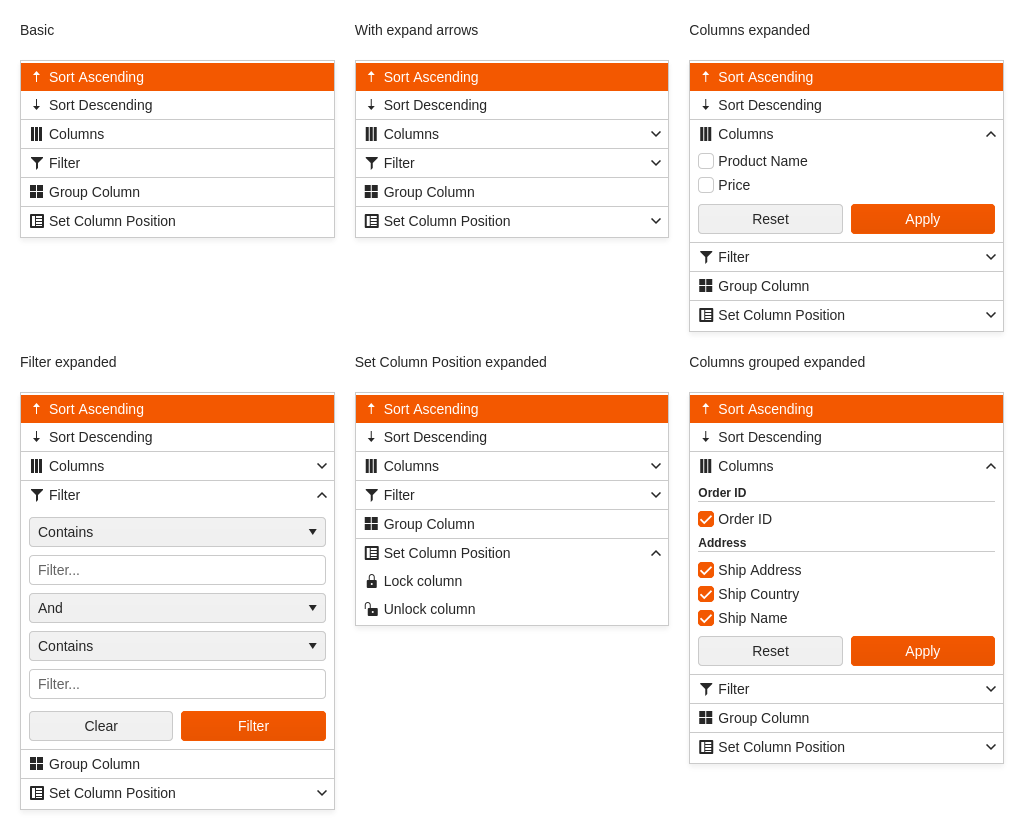 Basic
Sort Ascending
Sort Descending
Columns
Filter
Group Column
Set Column Position
With expand arrows
Sort Ascending
Sort Descending
Columns
Filter
Group Column
Set Column Position
Columns expanded
Sort Ascending
Sort Descending
Columns
Product Name
Price
Reset Apply
Filter
Group Column
Set Column Position
Filter expanded
Sort Ascending
Sort Descending
Columns
Filter
Contains
Filter...
And
Contains
Filter...
Clear Filter
Group Column
Set Column Position
Set Column Position expanded
Sort Ascending
Sort Descending
Columns
Filter
Group Column
Set Column Position
Lock column
Unlock column
Columns grouped expanded
Sort Ascending
Sort Descending
Columns
Order ID
Order ID
Address
Ship Address
Ship Country
Ship Name
Reset Apply
Filter
Group Column
Set Column Position